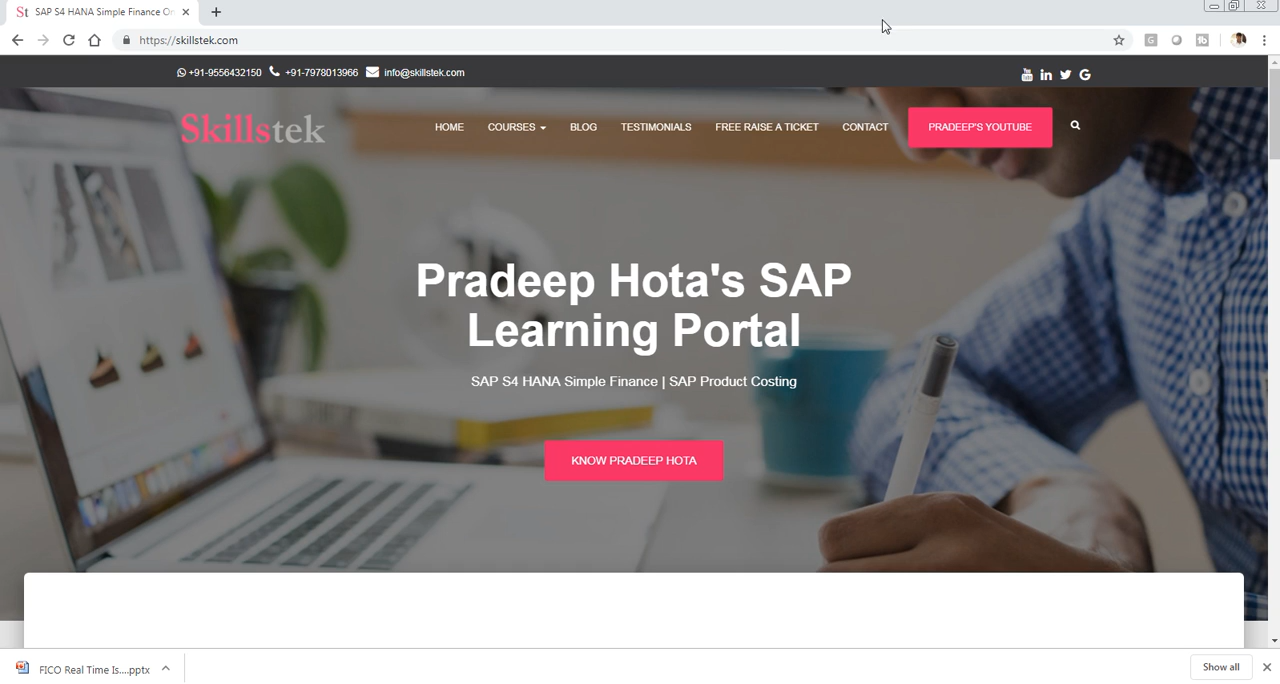 St SAP S4 HANA Simple Finance On
https://skillstek.com
+91-9556432150 +91-7978013966 info@skillstek.com
Skillstek
HOME COURSES BLOG TESTIMONIALS FREE RAISE A TICKET CONTACT PRADEEP'S YOUTUBE
Pradeep Hota's SAP
Learning Portal
SAP S4 HANA Simple Finance | SAP Product Costing
KNOW PRADEEP HOTA
FICO Real Time Is....pptx
Show all